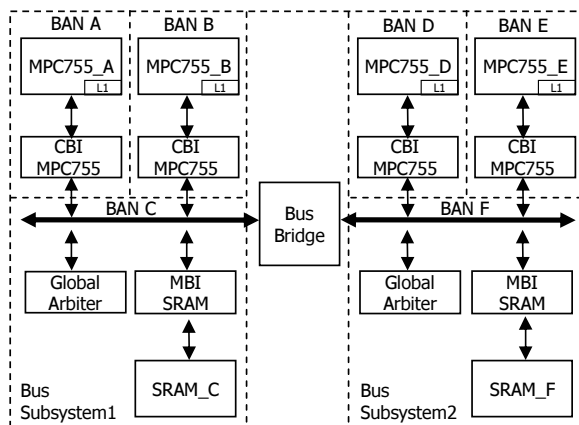 BAN A
BAN B
BAN D
BAN E
MPC755_A
L1
MPC755_B
L1
MPC755_D
L1
MPC755_E
L1
CBI
MPC755
CBI
MPC755
CBI
MPC755
CBI
MPC755
BAN C
Bus
Bridge
BAN F
Global
Arbiter
MBI
SRAM
Global
Arbiter
MBI
SRAM
SRAM_C
SRAM_F
Bus
Subsystem1
Bus
Subsystem2